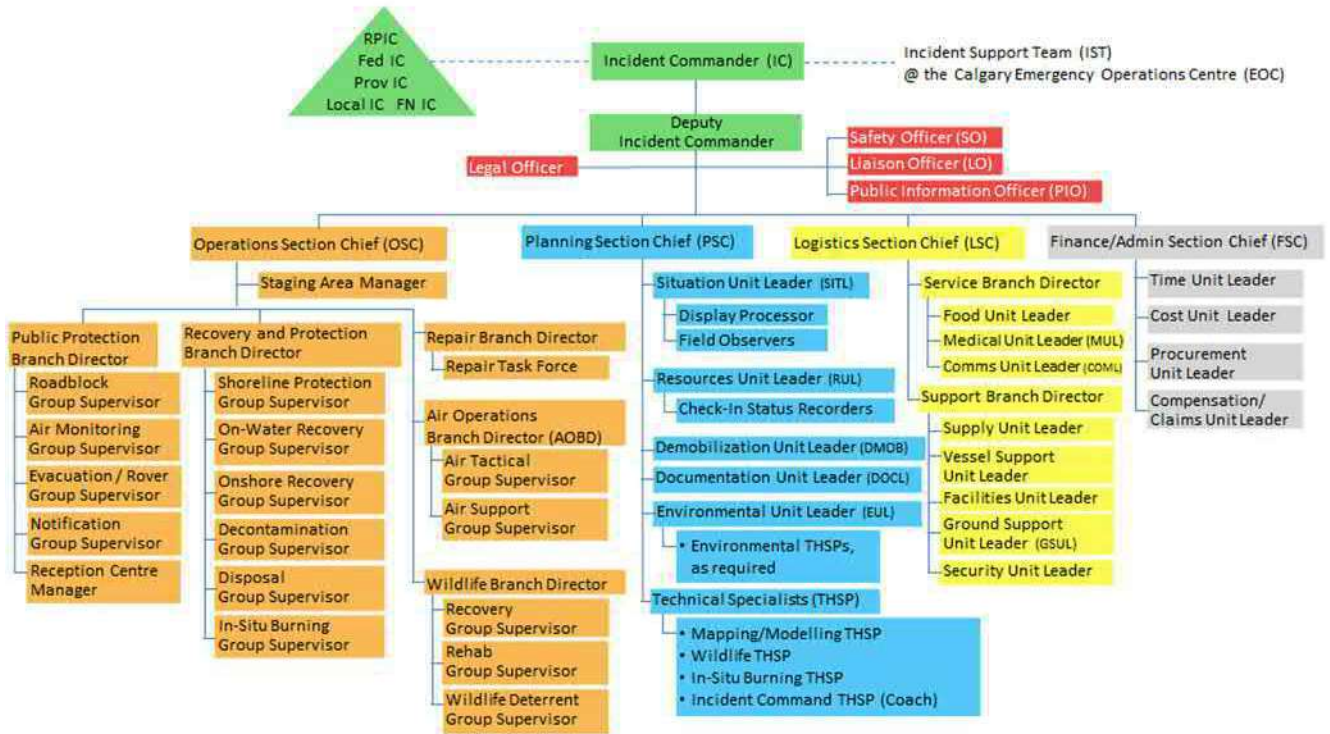 RPIC
Fed IC
Prov IC
Local IC FN IC
Incident Commander (IC)
Incident Support Team (IST)
@ the Calgary Emergency Operations Centre (EOC)
Deputy
Incident Commander
Legal Officer
Safety Officer (SO)
Liaison Officer (LO)
Public Information Officer (PIO)
Operations Section Chief (OSC)
Staging Area Manager
Public Protection
Branch Director
Roadblock
Group Supervisor
Air Monitoring
Group Supervisor
Evacuation / Rover
Group Supervisor
Notification
Group Supervisor
Reception Centre
Manager
Recovery and Protection
Branch Director
Shoreline Protection
Group Supervisor
On-Water Recovery
Group Supervisor
Onshore Recovery
Group Supervisor
Decontamination
Group Supervisor
Disposal
Group Supervisor
In-Situ Burning
Group Supervisor
Repair Branch Director
Repair Task Force
Air Operations
Branch Director (AOBD)
Air Tactical
Group Supervisor
Air Support
Group Supervisor
Wildlife Branch Director
Recovery
Group Supervisor
Rehab
Group Supervisor
Wildlife Deterrent
Group Supervisor
Planning Section Chief (PSC)
Situation Unit Leader (SITL)
Display Processor
Field Observers
Resources Unit Leader (RUL)
Check-In Status Recorders
Demobilization Unit Leader (DMOB)
Documentation Unit Leader (DOCL)
Environmental Unit Leader (EUL)
• Environmental THSPs,
as required
Technical Specialists (THSP)
• Mapping/Modelling THSP
• Wildlife THSP
• In-Situ Burning THSP
• Incident Command THSP (Coach)
Logistics Section Chief (LSC)
Service Branch Director
Food Unit Leader
Medical Unit Leader (MUL)
Comms Unit Leader (COML)
Support Branch Director
Supply Unit Leader
Vessel Support
Unit Leader
Facilities Unit Leader
Ground Support
Unit Leader (GSUL)
Security Unit Leader
Finance/Admin Section Chief (FSC)
Time Unit Leader
Cost Unit Leader
Procurement
Unit Leader
Compensation/
Claims Unit Leader